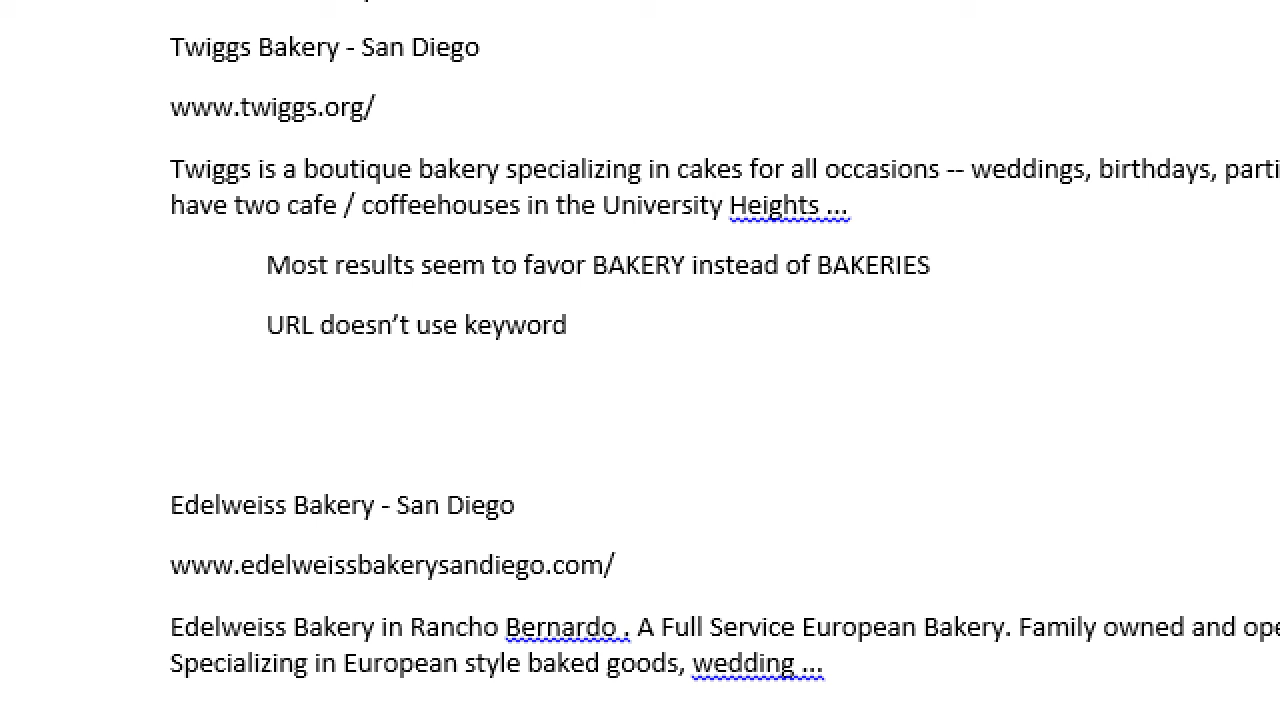 Twiggs Bakery - San Diego
www.twiggs.org/
Twiggs is a boutique bakery specializing in cakes for all occasions -- weddings, birthdays,
have two cafe / coffeehouses in the University Heights ...
Most results seem to favor BAKERY instead of BAKERIES
URL doesn’t use keyword
Edelweiss Bakery - San Diego
www.edelweissbakerysandiego.com/
Edelweiss Bakery in Rancho Bernardo . A Full Service European Bakery. Family owned and
Specializing in European style baked goods, wedding ...